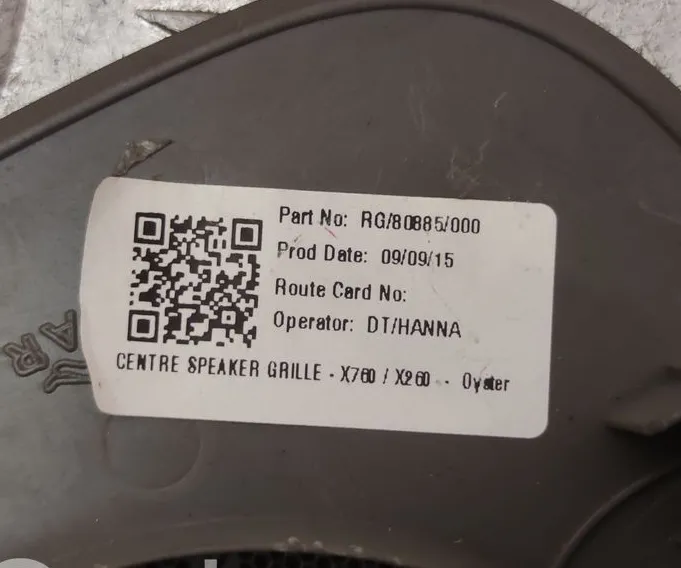 Part No: RG/80885/000
Prod Date: 09/09/15
Route Card No:
Operator: DT/HANNA
CENTRE SPEAKER GRILLE - X760 / X260 - - Oyster